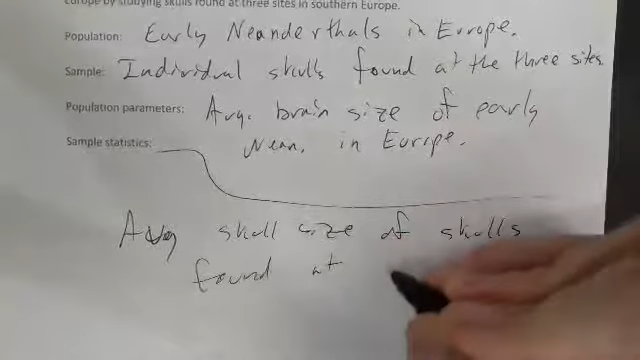 Europe by studying skulls found at three sites in southern Europe.
Population: Early Neanderthals in Europe.
Sample: Individual skulls found at the three sites.
Population parameters: Avg. brain size of early
Nean. in Europe.
Sample statistics:
Avg skull size of skulls
found at